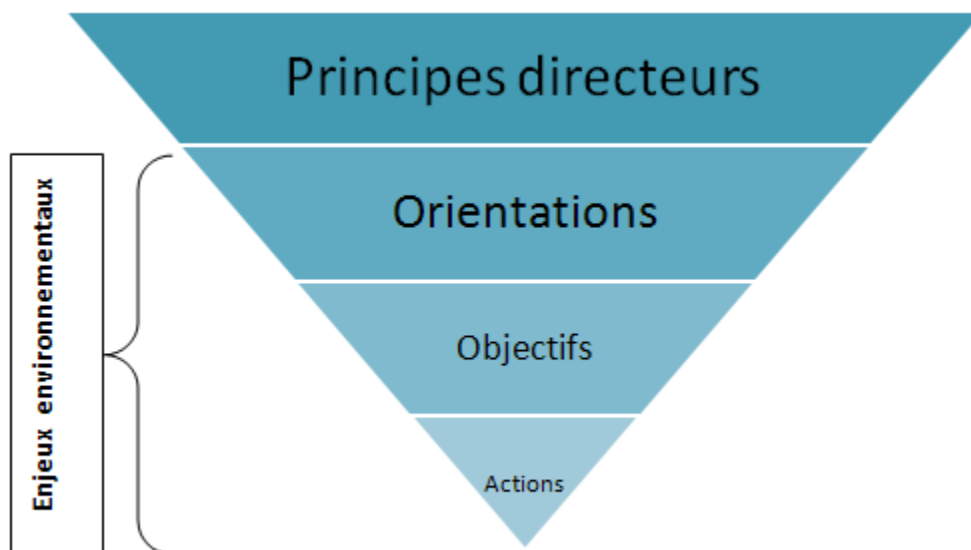 Principes directeurs
Orientations
Objectifs
Actions
Enjeux environnementaux